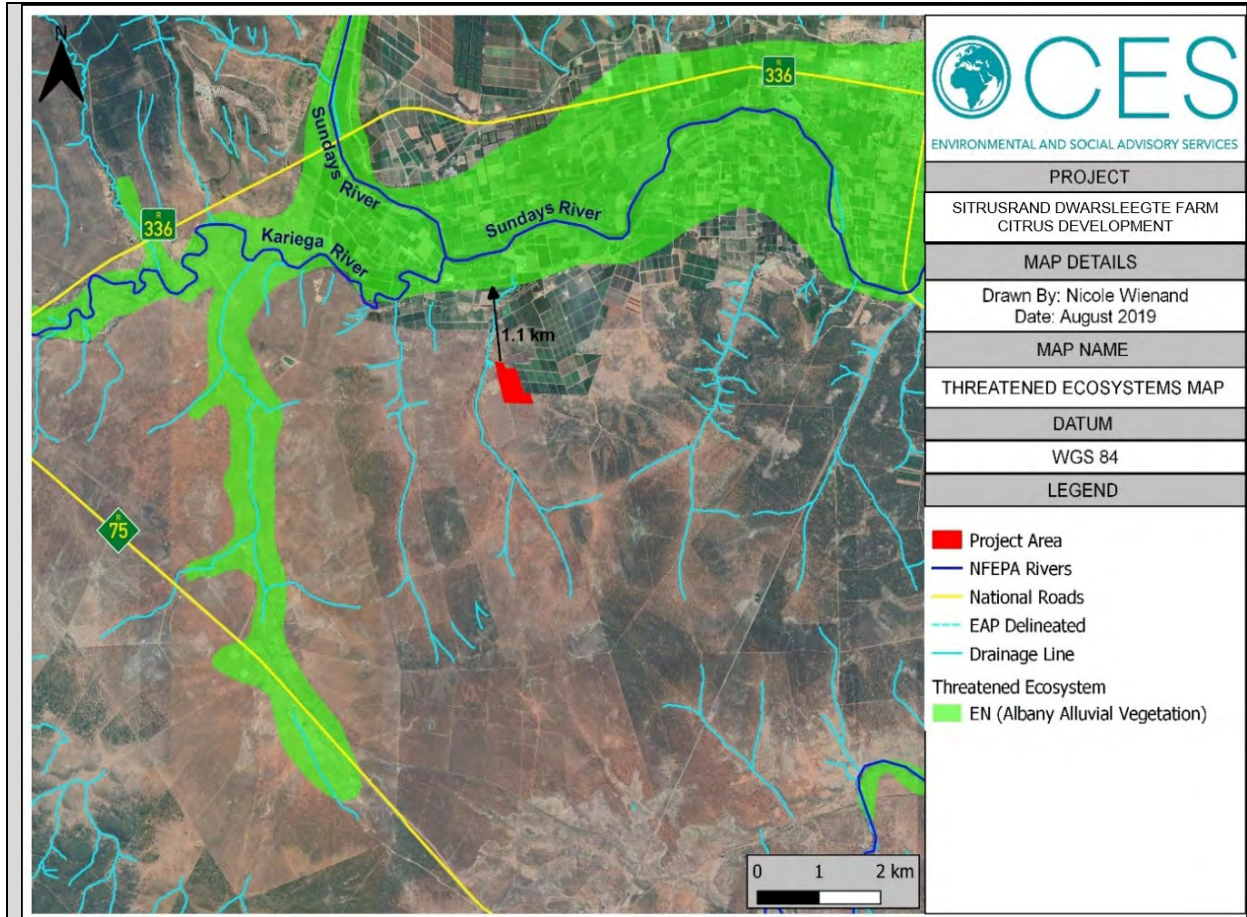 N
R
336
Sundays River
Sundays River
R
336
Kariega River
1.1 km
R
75
0 1 2 km
CES
ENVIRONMENTAL AND SOCIAL ADVISORY SERVICES
PROJECT
SITRUSRAND DWARSLEEGTE FARM
CITRUS DEVELOPMENT
MAP DETAILS
Drawn By: Nicole Wienand
Date: August 2019
MAP NAME
THREATENED ECOSYSTEMS MAP
DATUM
WGS 84
LEGEND
Project Area
NFEPA Rivers
National Roads
EAP Delineated
Drainage Line
Threatened Ecosystem
EN (Albany Alluvial Vegetation)